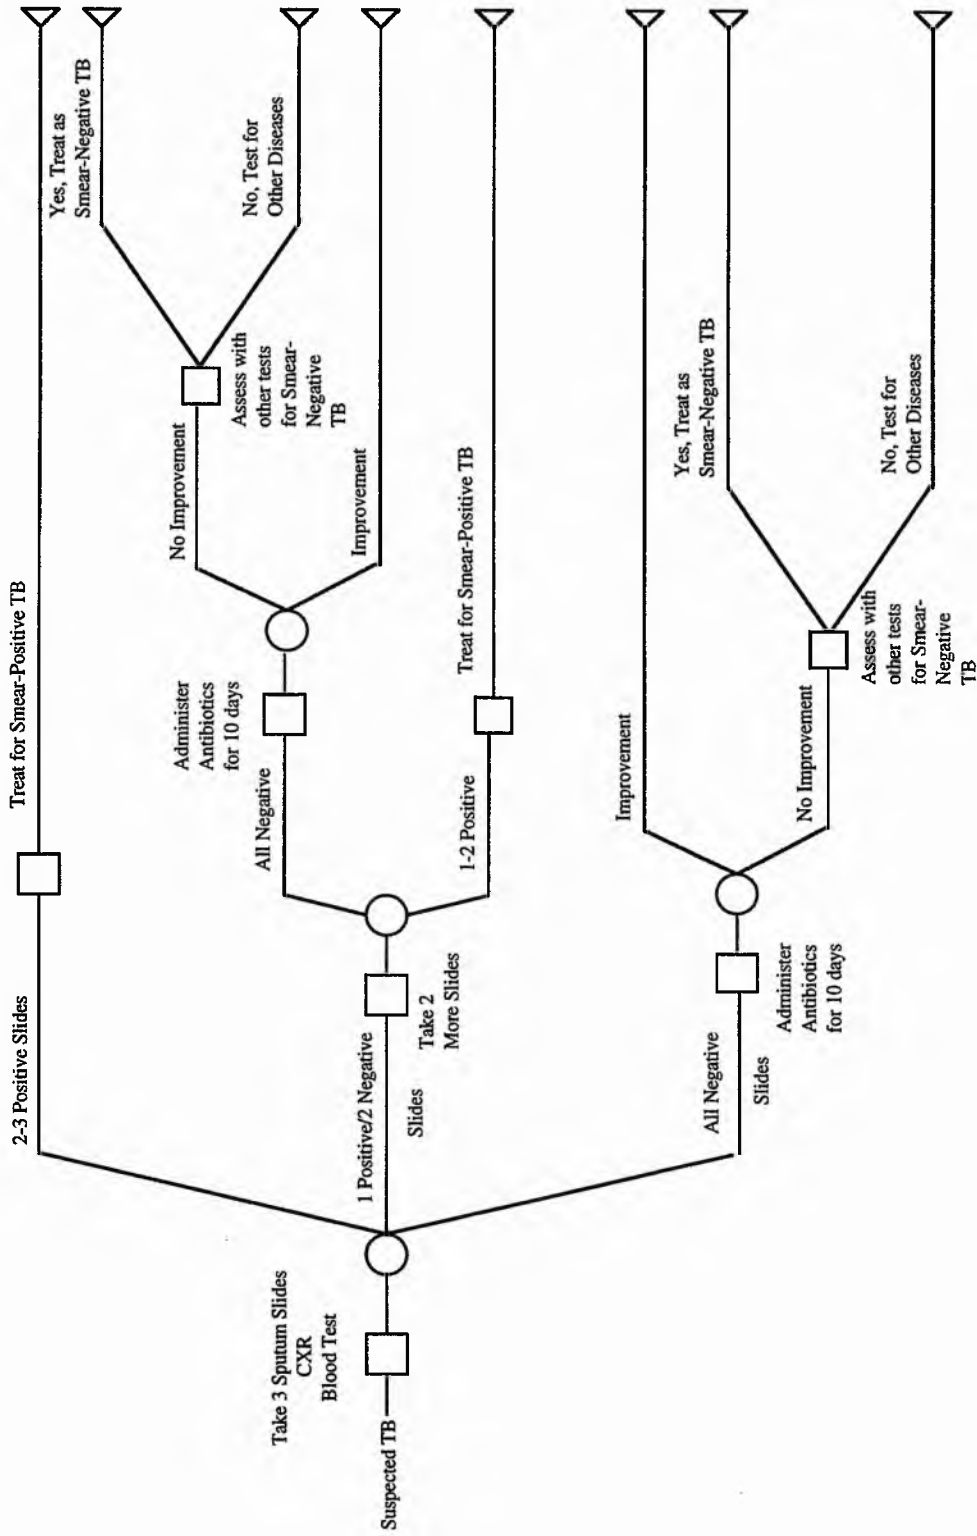 Suspected TB
Take 3 Sputum Slides
CXR
Blood Test
2-3 Positive Slides
Treat for Smear-Positive TB
1 Positive/2 Negative
Slides
Take 2
More Slides
All Negative
Administer
Antibiotics
for 10 days
No Improvement
Assess with
other tests
for Smear-
Negative
TB
Yes, Treat as
Smear-Negative TB
No, Test for
Other Diseases
Improvement
1-2 Positive
Treat for Smear-Positive TB
All Negative
Slides
Administer
Antibiotics
for 10 days
Improvement
No Improvement
Assess with
other tests
for Smear-
Negative
TB
Yes, Treat as
Smear-Negative TB
No, Test for
Other Diseases